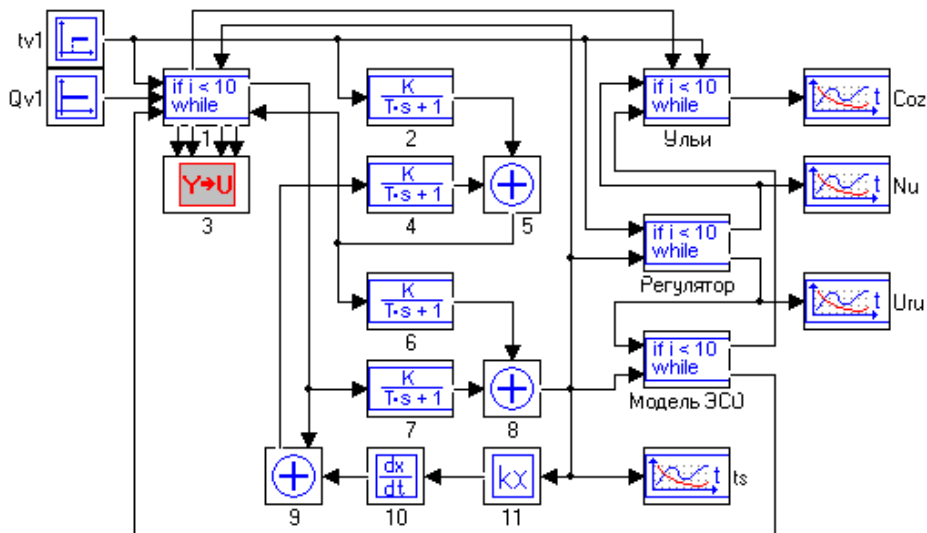 tv1
Qv1
if i < 10
while
1
Y→U
3
K
T·s + 1
2
K
T·s + 1
4
5
K
T·s + 1
6
K
T·s + 1
7
8
9
dx
dt
10
kx
11
if i < 10
while
Ульи
if i < 10
while
Регулятор
if i < 10
while
Модель ЭСО
t
Coz
t
Nu
t
Uru
t
ts